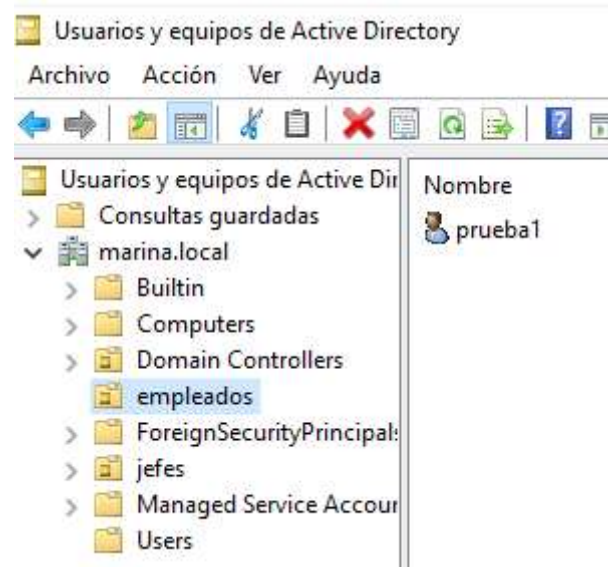 Usuarios y equipos de Active Directory
Archivo Acción Ver Ayuda
Usuarios y equipos de Active Dir
Consultas guardadas
marina.local
Builtin
Computers
Domain Controllers
empleados
ForeignSecurityPrincipals
jefes
Managed Service Accour
Users
Nombre
prueba1